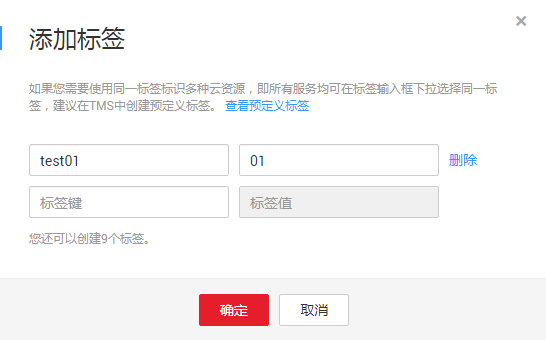 添加标签
如果您需要使用同一标签标识多种云资源，即所有服务均可在标签输入框下拉选择同一标
签，建议在TMS中创建预定义标签。 查看预定义标签
test01 01 删除
标签键 标签值
您还可以创建9个标签。
确定 取消